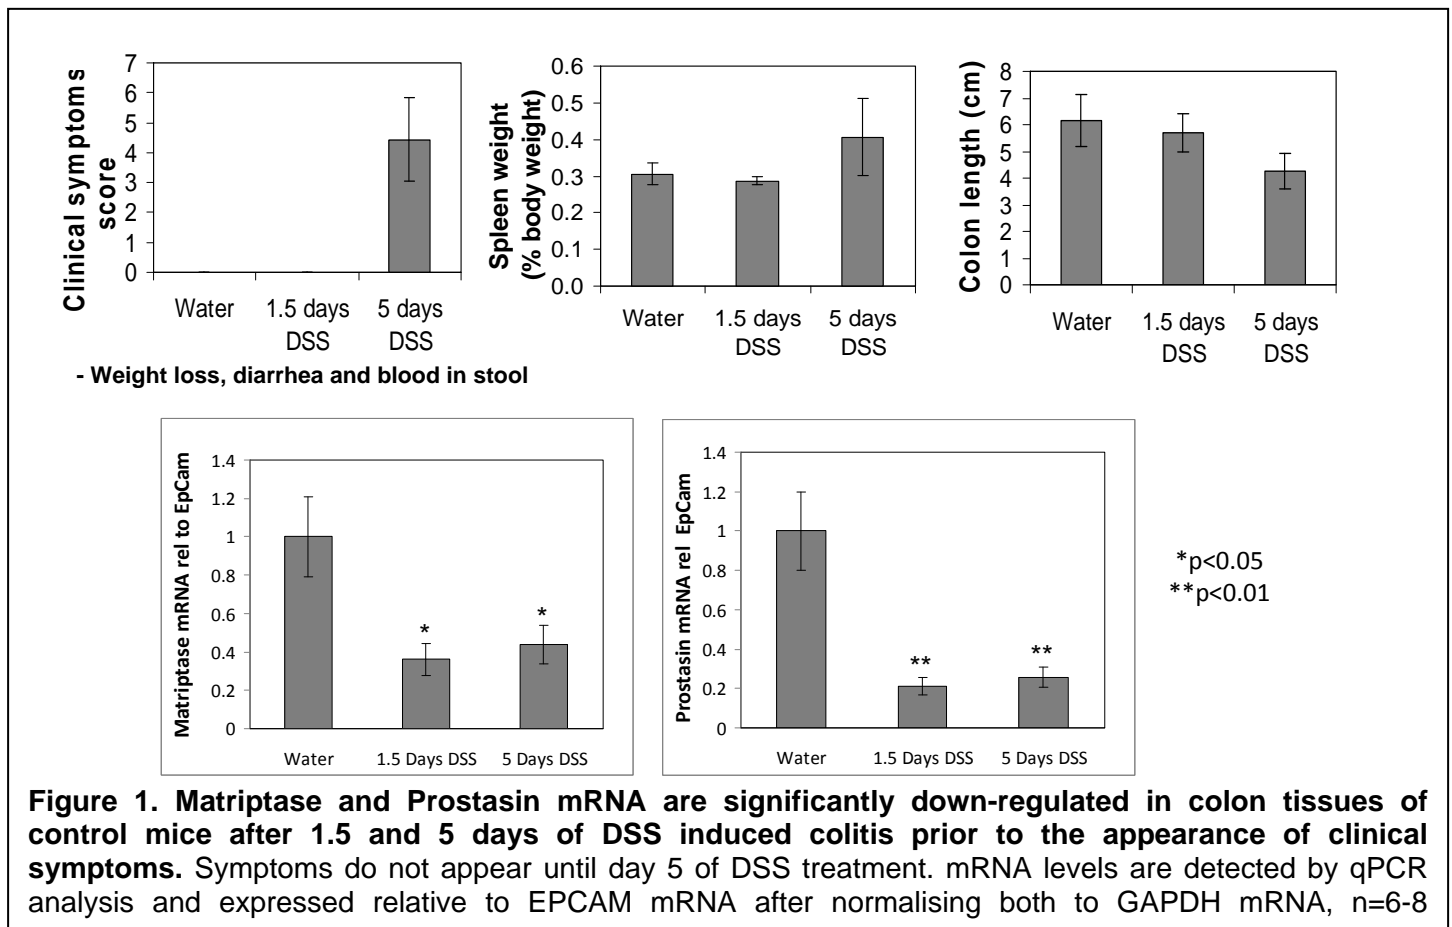 Clinical symptoms
score
7
6
5
4
3
2
1
0
Water
1.5 days
DSS
5 days
DSS
- Weight loss, diarrhea and blood in stool
Spleen weight
(% body weight)
0.6
0.5
0.4
0.3
0.2
0.1
0.0
Water
1.5 days
DSS
5 days
DSS
Colon length (cm)
8
7
6
5
4
3
2
1
0
Water
1.5 days
DSS
5 days
DSS
Matriptase mRNA rel to EpCam
1.4
1.2
1
0.8
0.6
0.4
0.2
0
*
*
Water
1.5 Days DSS
5 Days DSS
Prostasin mRNA rel EpCam
1.4
1.2
1
0.8
0.6
0.4
0.2
0
**
**
Water
1.5 Days DSS
5 Days DSS
*p<0.05
**p<0.01
Figure 1. Matriptase and Prostasin mRNA are significantly down-regulated in colon tissues of
control mice after 1.5 and 5 days of DSS induced colitis prior to the appearance of clinical
symptoms. Symptoms do not appear until day 5 of DSS treatment. mRNA levels are detected by qPCR
analysis and expressed relative to EPCAM mRNA after normalising both to GAPDH mRNA, n=6-8